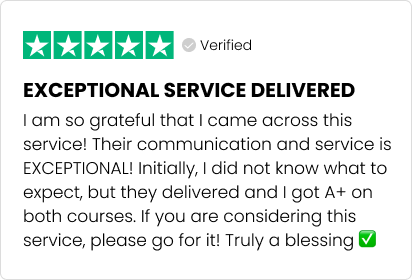 Verified
EXCEPTIONAL SERVICE DELIVERED
I am so grateful that I came across this
service! Their communication and service is
EXCEPTIONAL! Initially, I did not know what to
expect, but they delivered and I got A+ on
both courses. If you are considering this
service, please go for it! Truly a blessing ✅